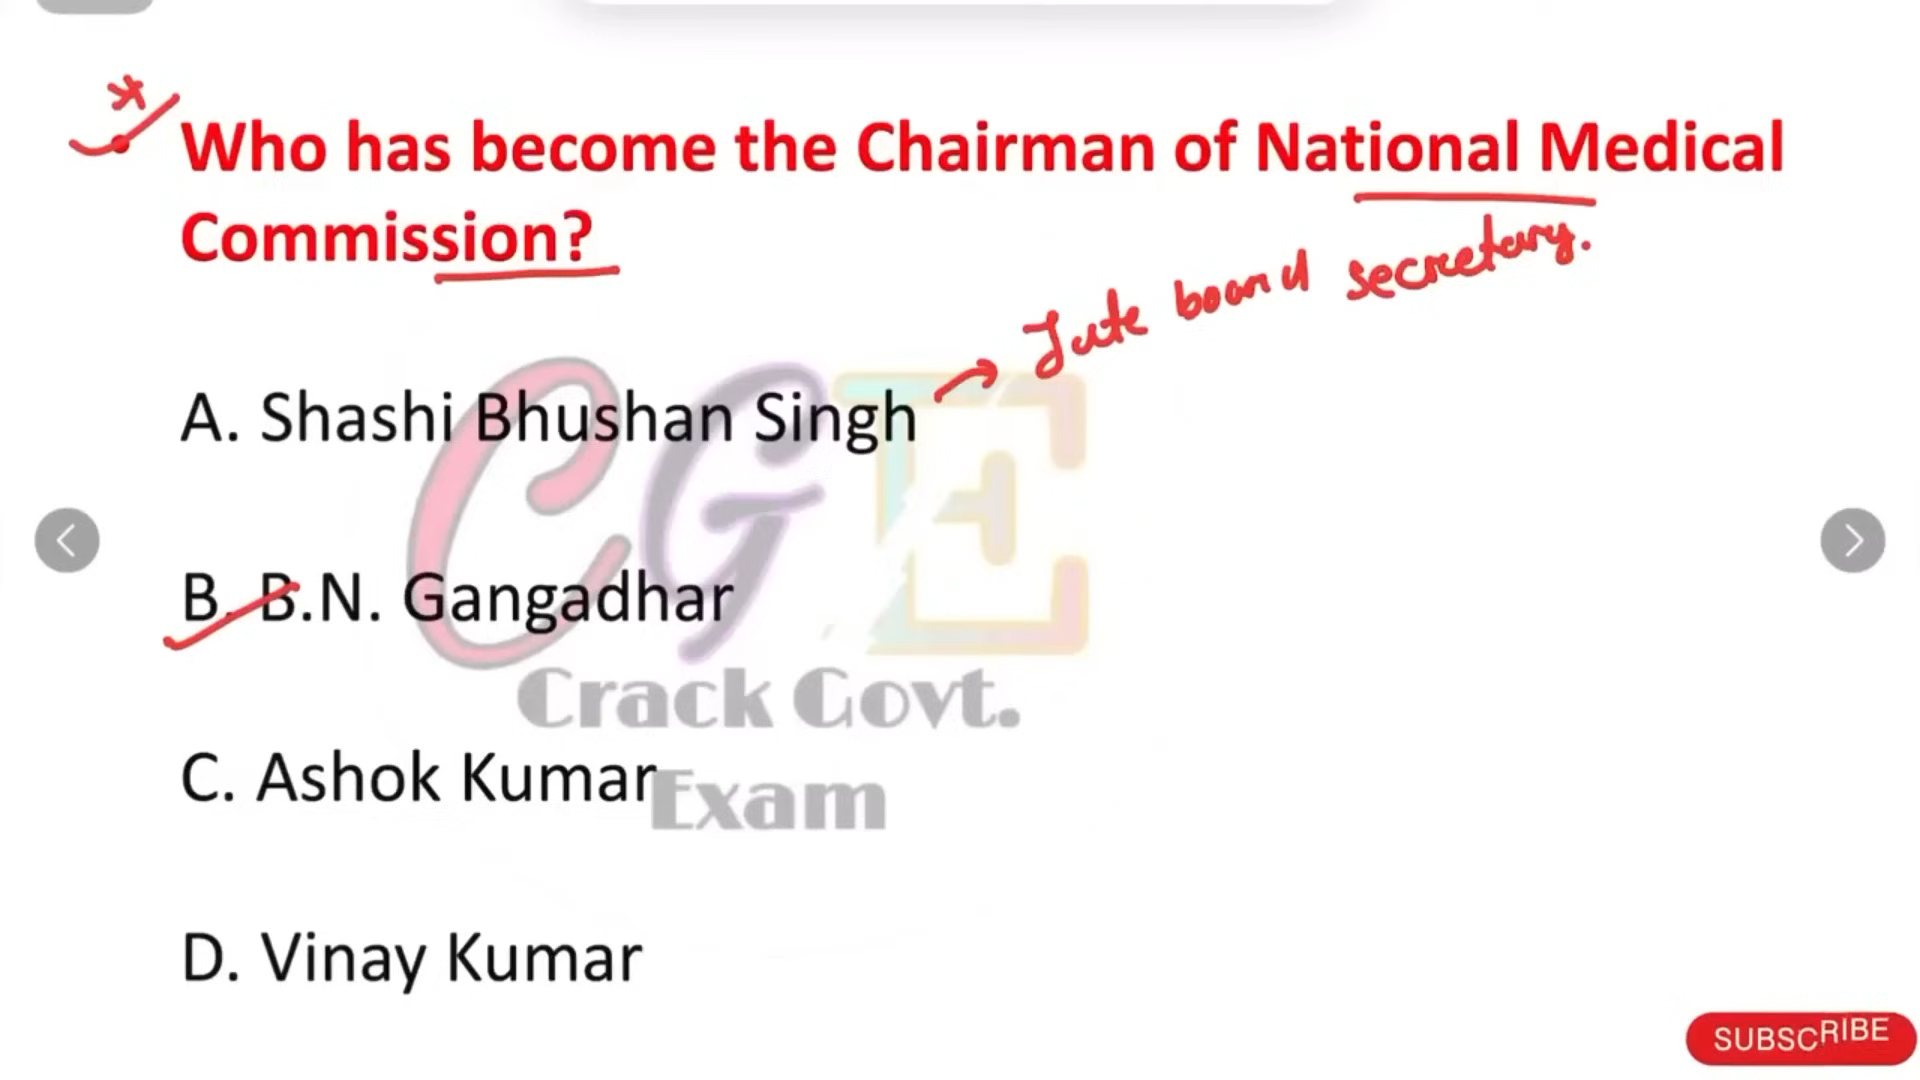 Who has become the Chairman of National Medical
Commission?
Jute board secretary.
A. Shashi Bhushan Singh
B. B.N. Gangadhar
C. Ashok Kumar
D. Vinay Kumar
CGE
Crack Govt.
Exam
SUBSCRIBE